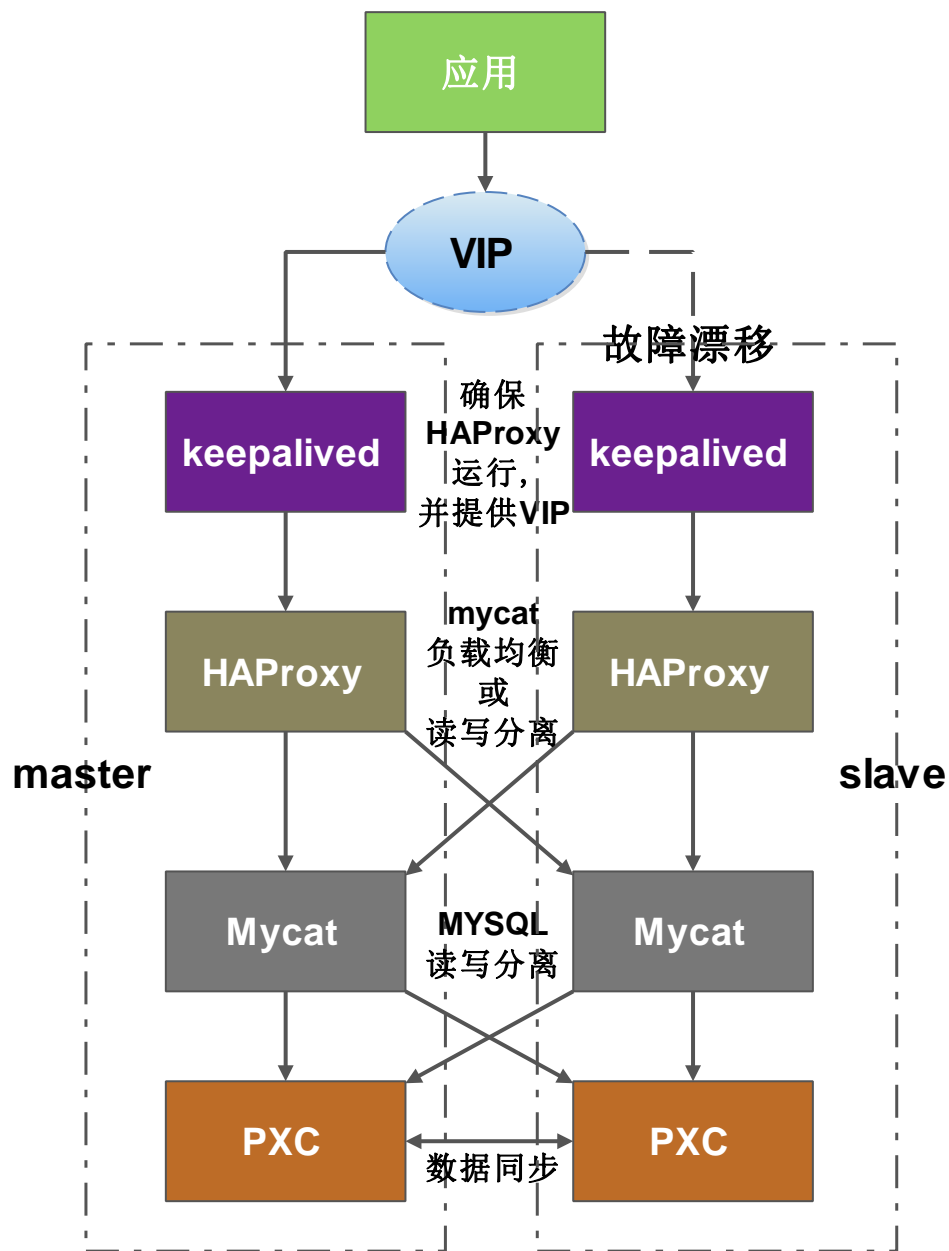 应用
VIP
故障漂移
keepalived
确保
HAProxy
运行，
并提供VIP
keepalived
HAProxy
mycat
负载均衡
或
读写分离
HAProxy
master
slave
Mycat
MYSQL
读写分离
Mycat
PXC
数据同步
PXC